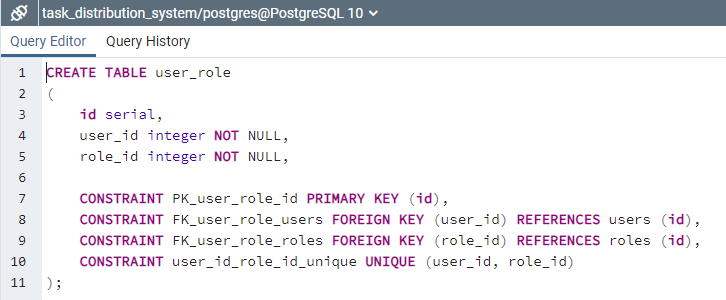 task_distribution_system/postgres@PostgreSQL 10
Query Editor Query History
1 CREATE TABLE user_role
2 (
3     id serial,
4     user_id integer NOT NULL,
5     role_id integer NOT NULL,
6
7     CONSTRAINT PK_user_role_id PRIMARY KEY (id),
8     CONSTRAINT FK_user_role_users FOREIGN KEY (user_id) REFERENCES users (id),
9     CONSTRAINT FK_user_role_roles FOREIGN KEY (role_id) REFERENCES roles (id),
10     CONSTRAINT user_id_role_id_unique UNIQUE (user_id, role_id)
11 );